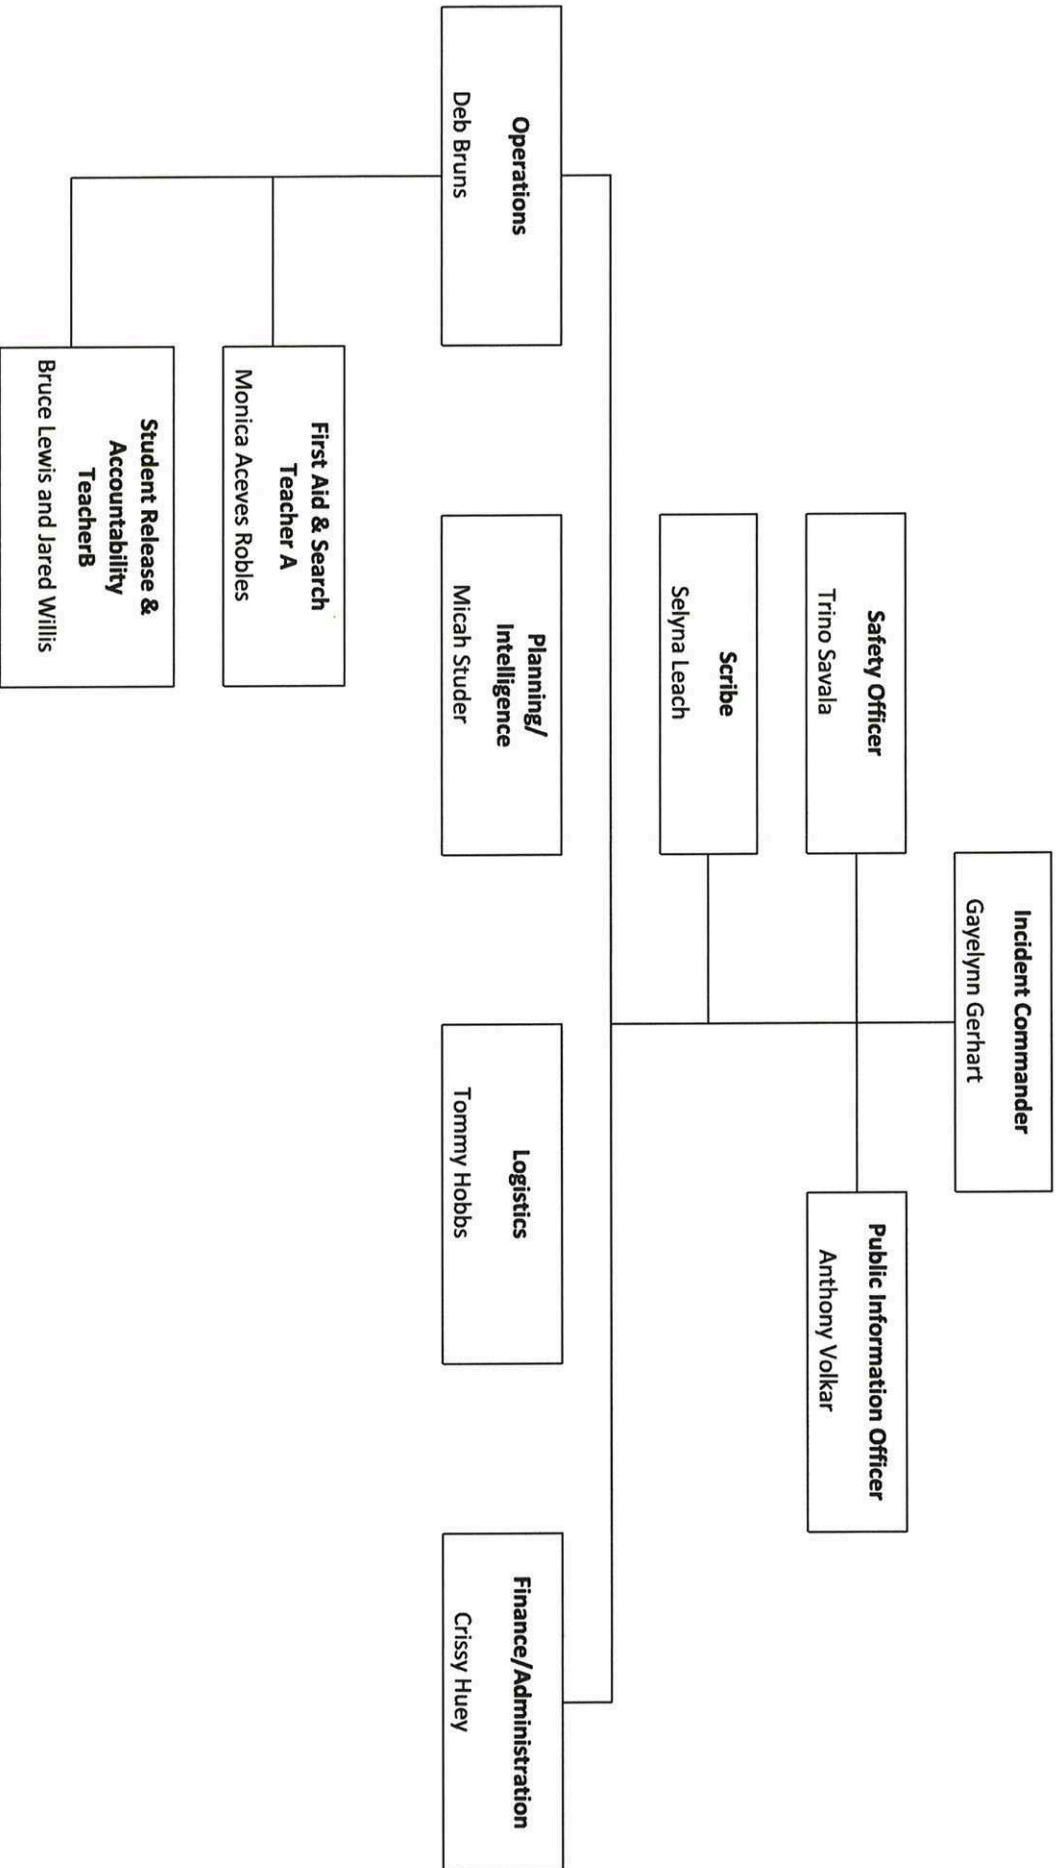 Incident Commander
Gayelynn Gerhart
Safety Officer
Trino Savala
Public Information Officer
Anthony Volkar
Scribe
Selyna Leach
Operations
Deb Bruns
Planning/
Intelligence
Micah Studer
Logistics
Tommy Hobbs
Finance/Administration
Crissy Huey
First Aid & Search
Teacher A
Monica Aceves Robles
Student Release &
Accountability
TeacherB
Bruce Lewis and Jared Willis